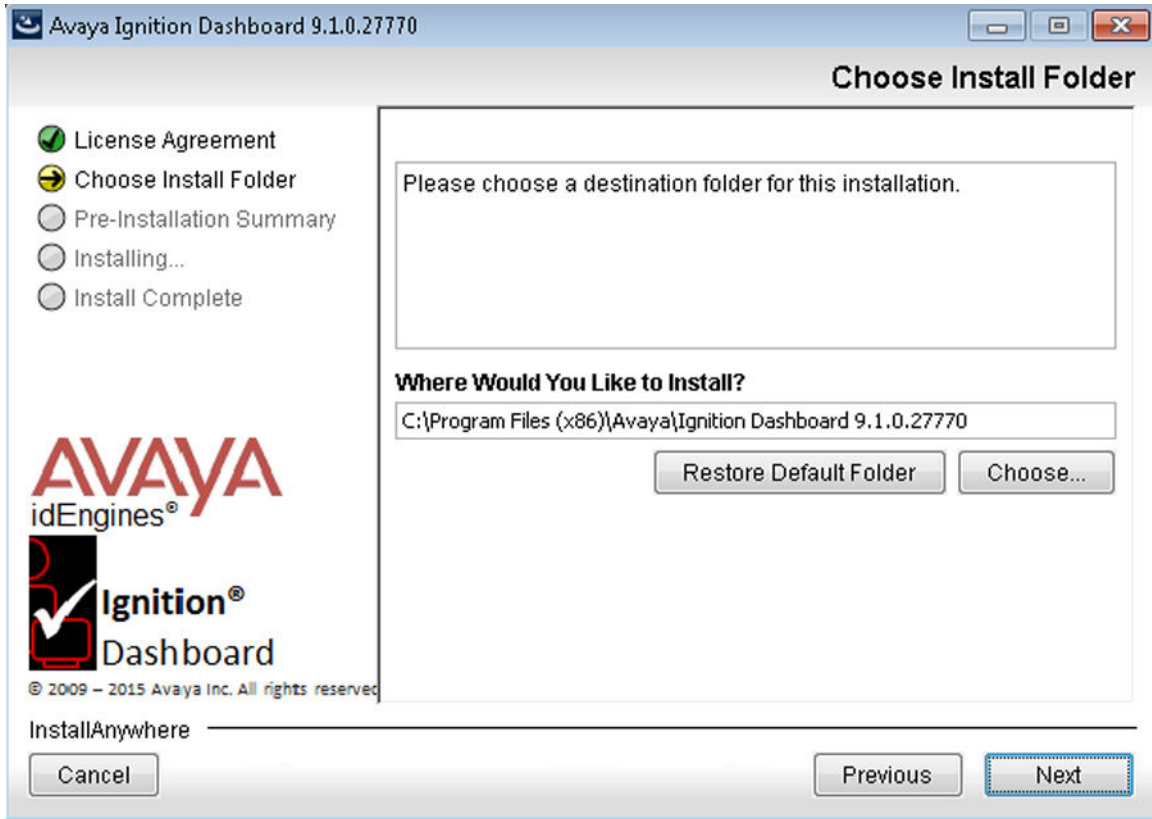 Avaya Ignition Dashboard 9.1.0.27770
Choose Install Folder
License Agreement
Choose Install Folder
Pre-Installation Summary
Installing...
Install Complete
Please choose a destination folder for this installation.
Where Would You Like to Install?
C:\Program Files (x86)\Avaya\Ignition Dashboard 9.1.0.27770
Restore Default Folder
Choose...
AVAYA
idEngines®
Ignition®
Dashboard
© 2009 – 2015 Avaya Inc. All rights reserved
InstallAnywhere
Cancel
Previous
Next